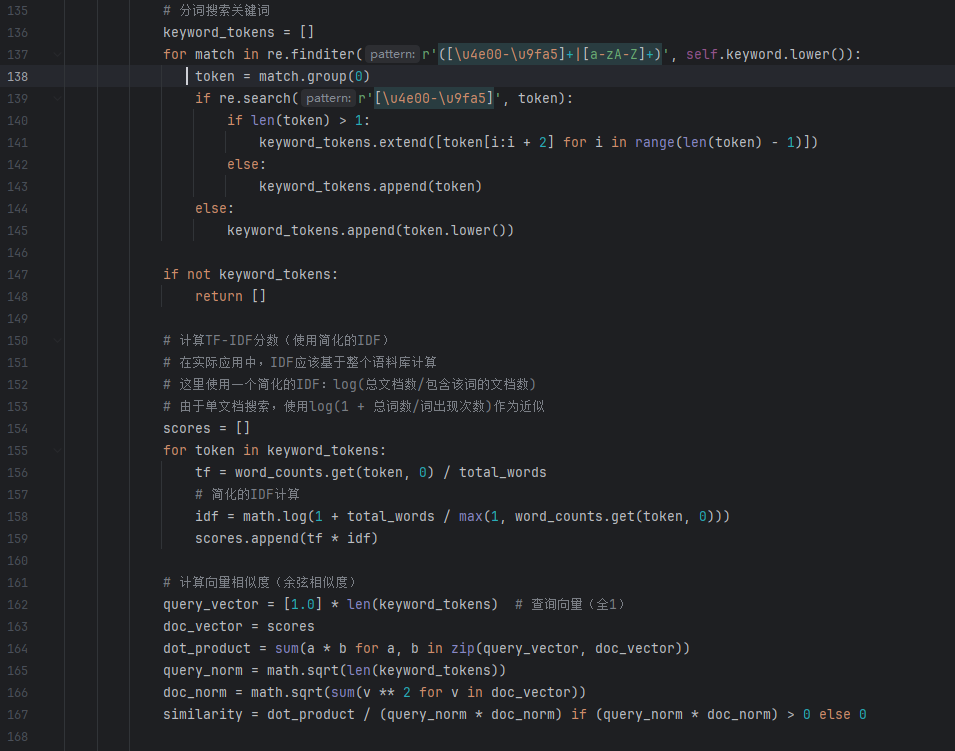 135 # 分词搜索关键词
136 keyword_tokens = []
137 for match in re.finditer( pattern: r'([\u4e00-\u9fa5]+|[a-zA-Z]+)', self.keyword.lower()):
138 token = match.group(0)
139 if re.search( pattern: r'[\u4e00-\u9fa5]', token):
140 if len(token) > 1:
141 keyword_tokens.extend([token[i:i + 2] for i in range(len(token) - 1)])
142 else:
143 keyword_tokens.append(token)
144 else:
145 keyword_tokens.append(token.lower())
146
147 if not keyword_tokens:
148 return []
149
150 # 计算TF-IDF分数（使用简化的IDF）
151 # 在实际应用中，IDF应该基于整个语料库计算
152 # 这里使用一个简化的IDF：log(总文档数/包含该词的文档数)
153 # 由于单文档搜索，使用log(1 + 总词数/词出现次数)作为近似
154 scores = []
155 for token in keyword_tokens:
156 tf = word_counts.get(token, 0) / total_words
157 # 简化的IDF计算
158 idf = math.log(1 + total_words / max(1, word_counts.get(token, 0)))
159 scores.append(tf * idf)
160
161 # 计算向量相似度（余弦相似度）
162 query_vector = [1.0] * len(keyword_tokens)  # 查询向量（全1）
163 doc_vector = scores
164 dot_product = sum(a * b for a, b in zip(query_vector, doc_vector))
165 query_norm = math.sqrt(len(keyword_tokens))
166 doc_norm = math.sqrt(sum(v ** 2 for v in doc_vector))
167 similarity = dot_product / (query_norm * doc_norm) if (query_norm * doc_norm) > 0 else 0
168